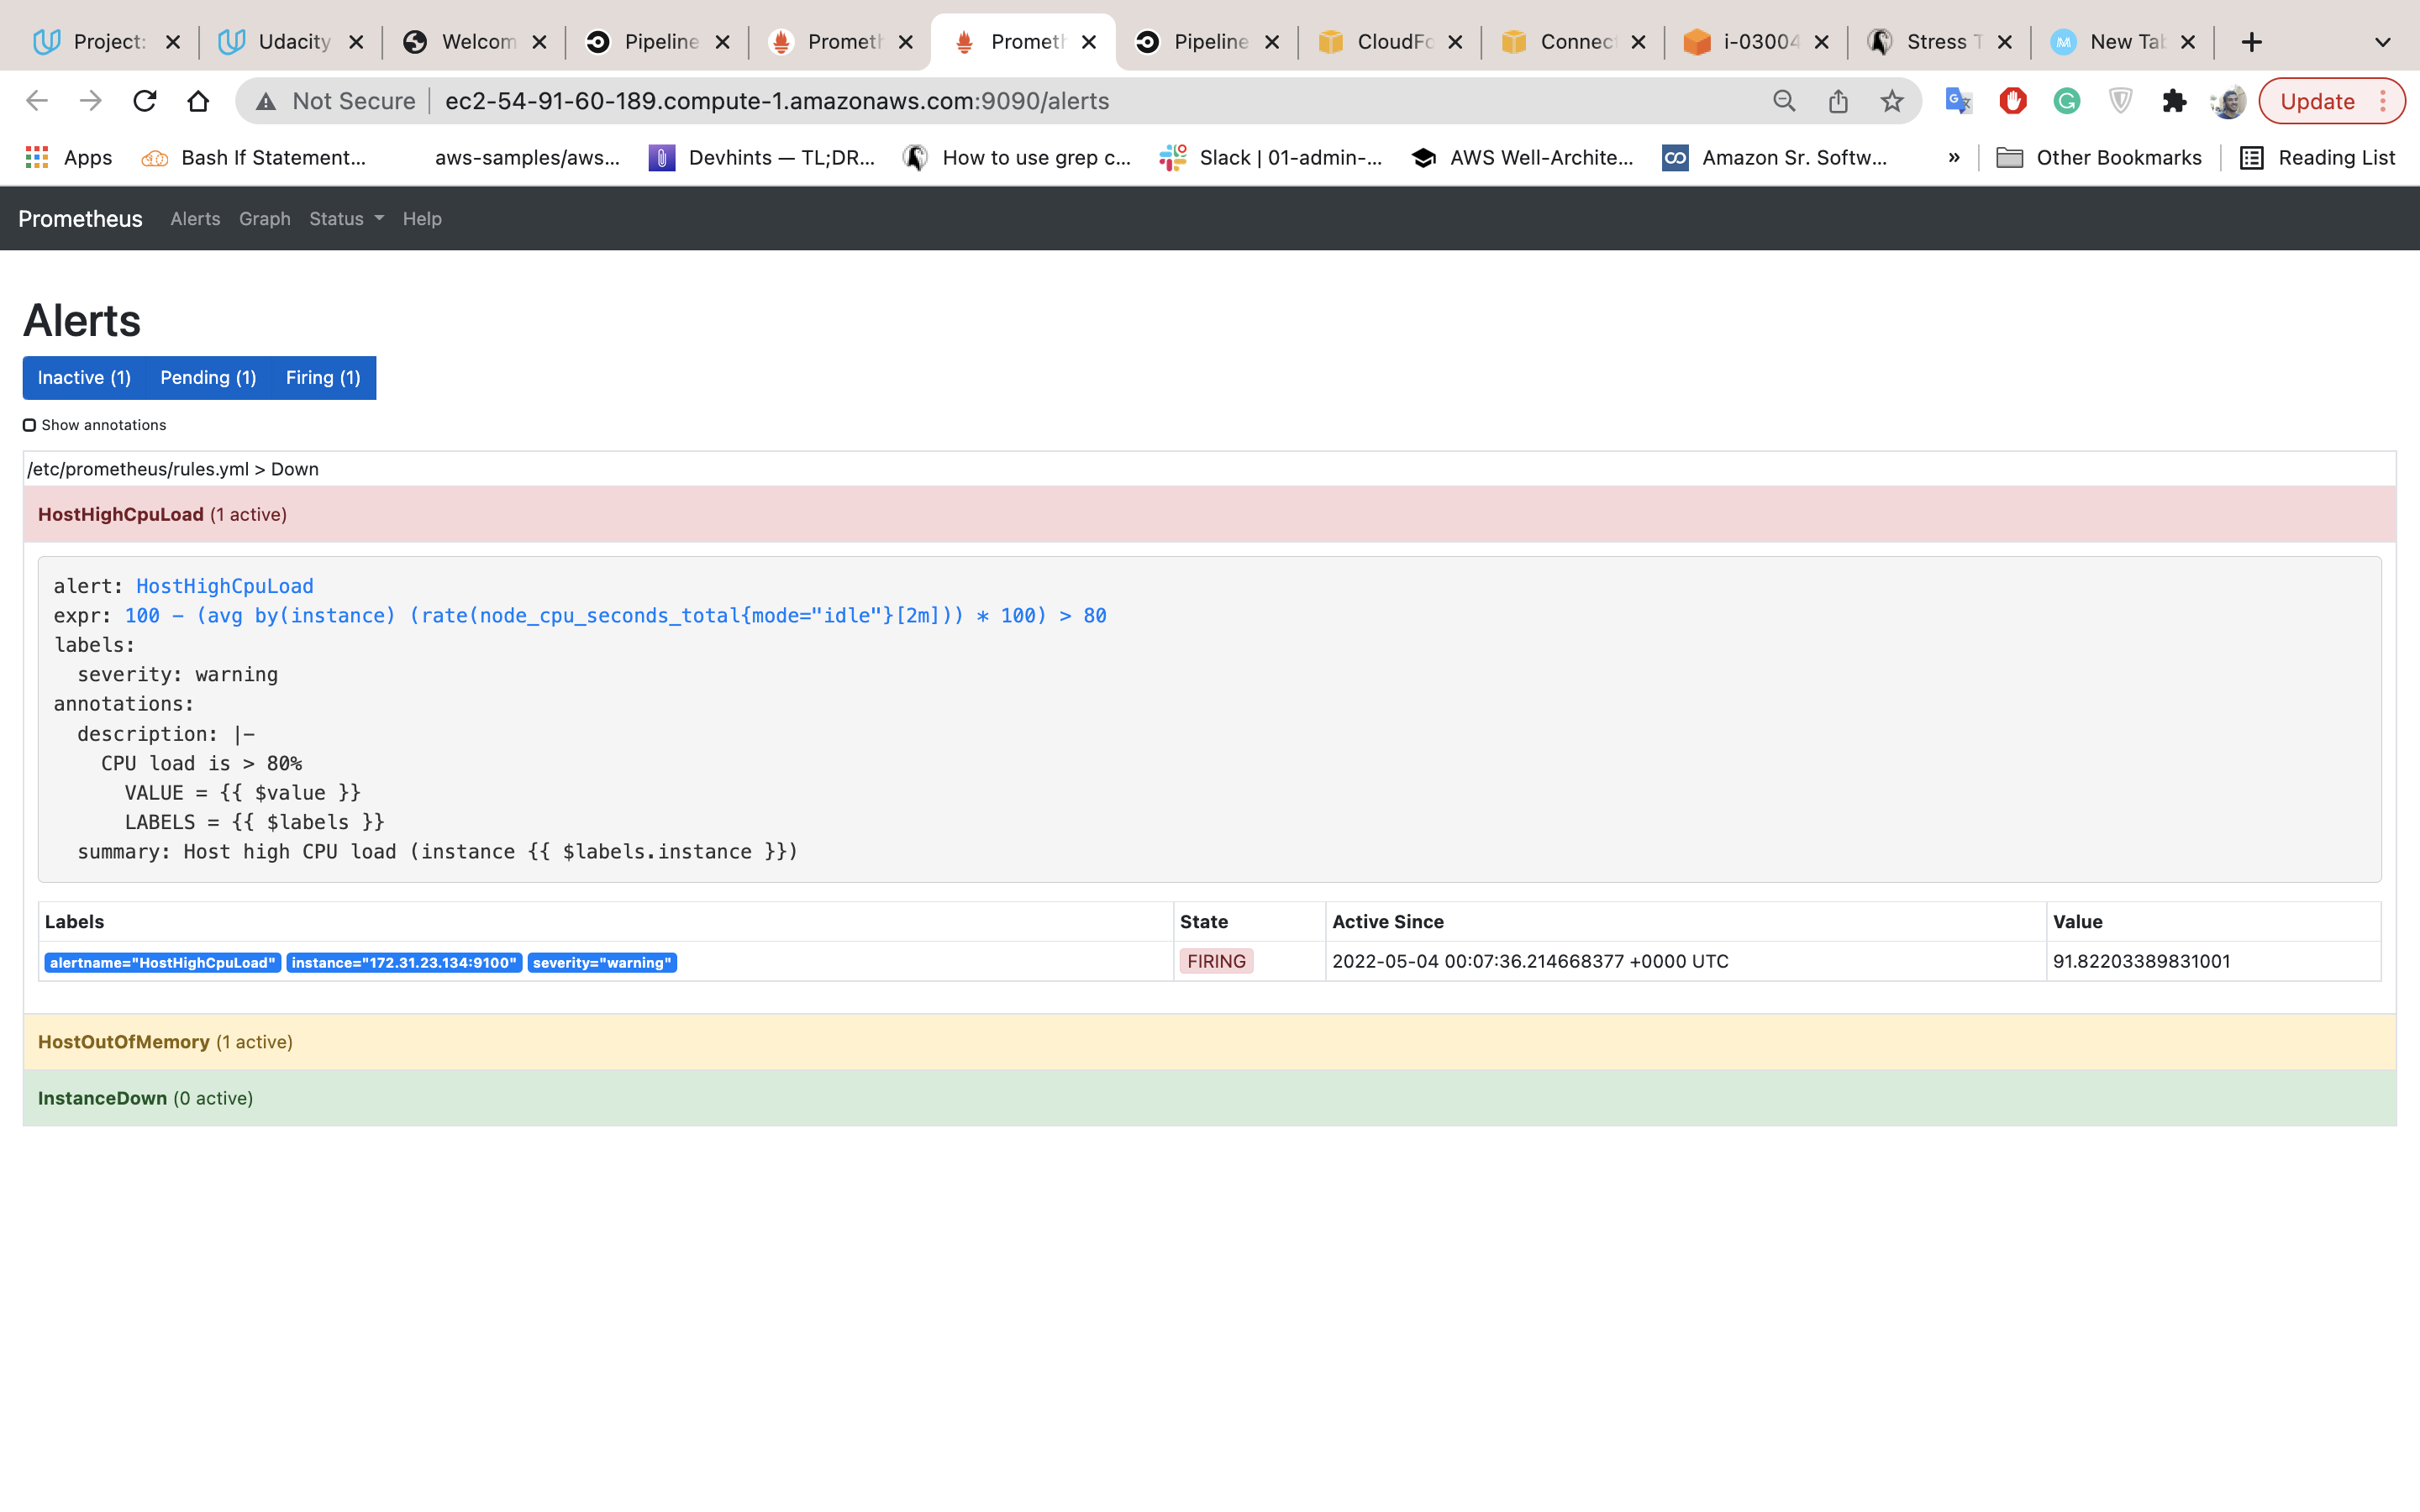 Project: Udacity Welcom Pipeline Prometh Prometh Pipeline CloudFo Connec i-03004 Stress T New Tab
Not Secure ec2-54-91-60-189.compute-1.amazonaws.com:9090/alerts Update
Apps Bash If Statement... aws-samples/aws... Devhints — TL;DR... How to use grep c... Slack | 01-admin-... AWS Well-Archite... Amazon Sr. Softw... » Other Bookmarks Reading List
Prometheus Alerts Graph Status Help
Alerts
Inactive (1) Pending (1) Firing (1)
Show annotations
/etc/prometheus/rules.yml > Down
HostHighCpuLoad (1 active)
alert: HostHighCpuLoad
expr: 100 - (avg by(instance) (rate(node_cpu_seconds_total{mode="idle"}[2m])) * 100) > 80
labels:
severity: warning
annotations:
description: |-
CPU load is > 80%
VALUE = {{ $value }}
LABELS = {{ $labels }}
summary: Host high CPU load (instance {{ $labels.instance }})
Labels State Active Since Value
alertname="HostHighCpuLoad" instance="172.31.23.134:9100" severity="warning" FIRING 2022-05-04 00:07:36.214668377 +0000 UTC 91.82203389831001
HostOutOfMemory (1 active)
InstanceDown (0 active)